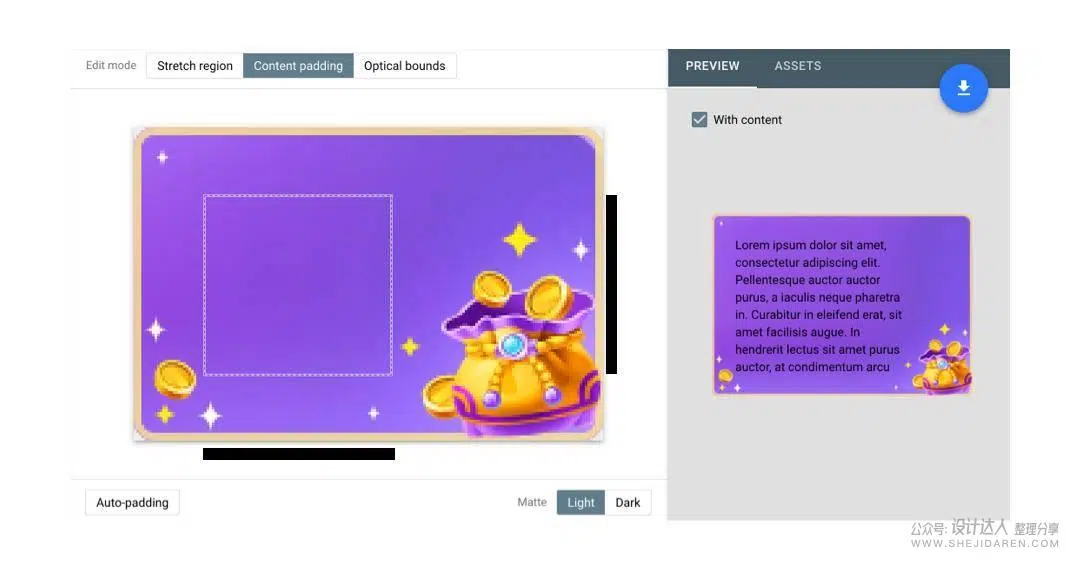 Edit mode
Stretch region
Content padding
Optical bounds
PREVIEW
ASSETS
With content
Lorem ipsum dolor sit amet,
consectetur adipiscing elit.
Pellentesque auctor auctor
purus, a iaculis neque pharetra
in. Curabitur in eleifend erat, sit
amet facilisis augue. In
hendrerit lectus sit amet purus
auctor, at condimentum arcu
Auto-padding
Matte
Light
Dark
公众号: 设计达人 整理分享
WWW.SHEJIDAREN.COM